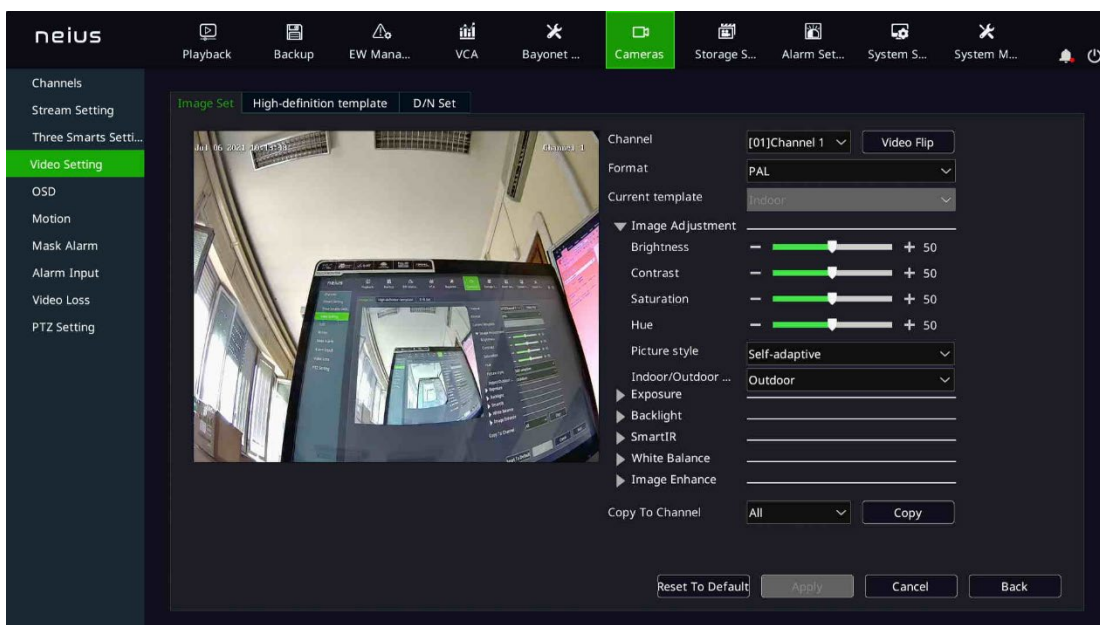 neius
Playback
Backup
EW Mana...
VCA
Bayonet ...
Cameras
Storage S...
Alarm Set...
System S...
System M...
Channels
Stream Setting
Three Smarts Setti...
Video Setting
OSD
Motion
Mask Alarm
Alarm Input
Video Loss
PTZ Setting
Image Set
High-definition template
D/N Set
Jul 06 2021
Channel 1
Channel
[01]Channel 1
Video Flip
Format
PAL
Current template
Indoor
Image Adjustment
Brightness
50
Contrast
50
Saturation
50
Hue
50
Picture style
Self-adaptive
Indoor/Outdoor ...
Outdoor
Exposure
Backlight
SmartIR
White Balance
Image Enhance
Copy To Channel
All
Copy
Reset To Default
Apply
Cancel
Back